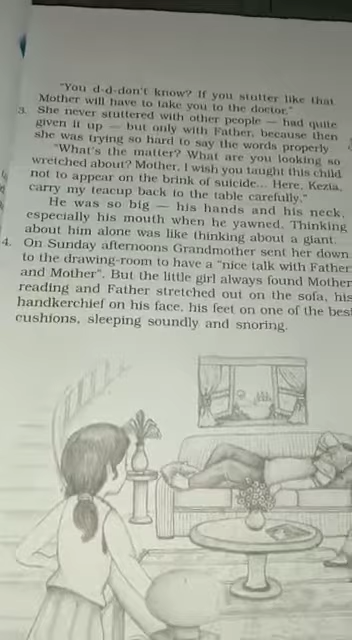 "You d-d-don't know? If you stutter like that
Mother will have to take you to the doctor."
3. She never stuttered with other people — had quite
given it up — but only with Father, because then
she was trying so hard to say the words properly.
"What's the matter? What are you looking so
wretched about? Mother, I wish you taught this child
not to appear on the brink of suicide... Here, Kezia,
carry my teacup back to the table carefully."
He was so big — his hands and his neck,
especially his mouth when he yawned. Thinking
about him alone was like thinking about a giant.
4. On Sunday afternoons Grandmother sent her down
to the drawing-room to have a "nice talk with Father
and Mother". But the little girl always found Mother
reading and Father stretched out on the sofa, his
handkerchief on his face, his feet on one of the best
cushions, sleeping soundly and snoring.